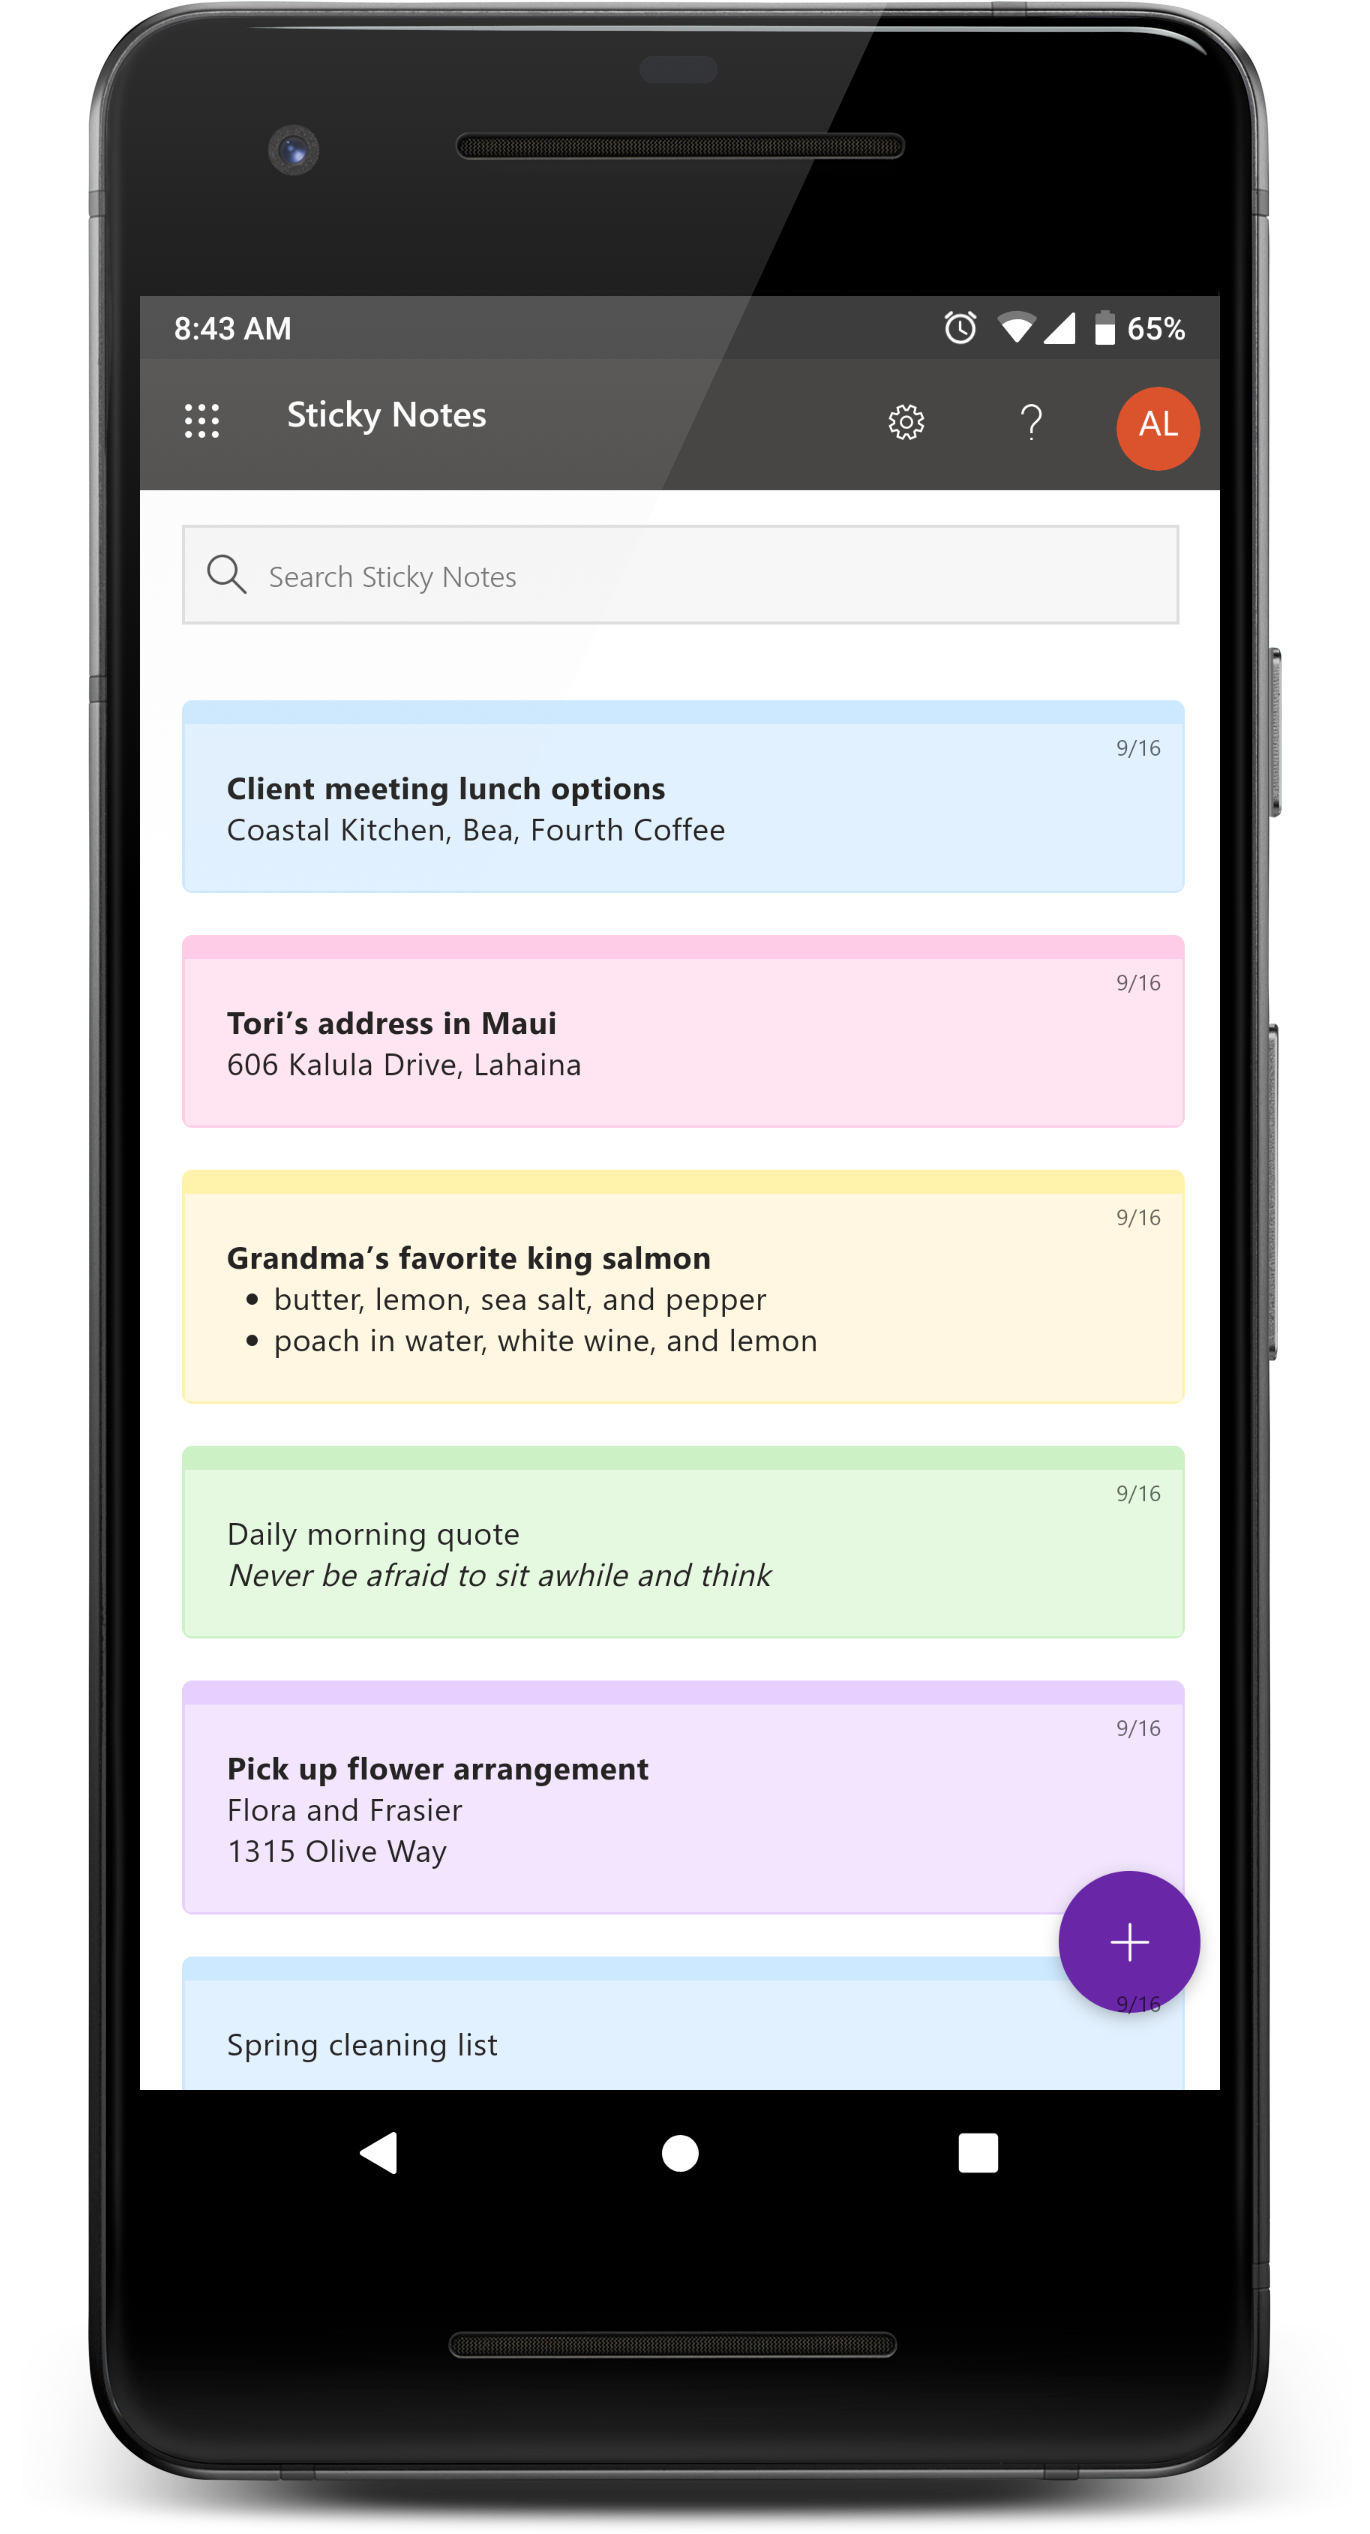 8:43 AM 65%
Sticky Notes ? AL
Search Sticky Notes
9/16
Client meeting lunch options
Coastal Kitchen, Bea, Fourth Coffee
9/16
Tori’s address in Maui
606 Kalula Drive, Lahaina
9/16
Grandma’s favorite king salmon
• butter, lemon, sea salt, and pepper
• poach in water, white wine, and lemon
9/16
Daily morning quote
Never be afraid to sit awhile and think
9/16
Pick up flower arrangement
Flora and Frasier
1315 Olive Way
9/16
Spring cleaning list